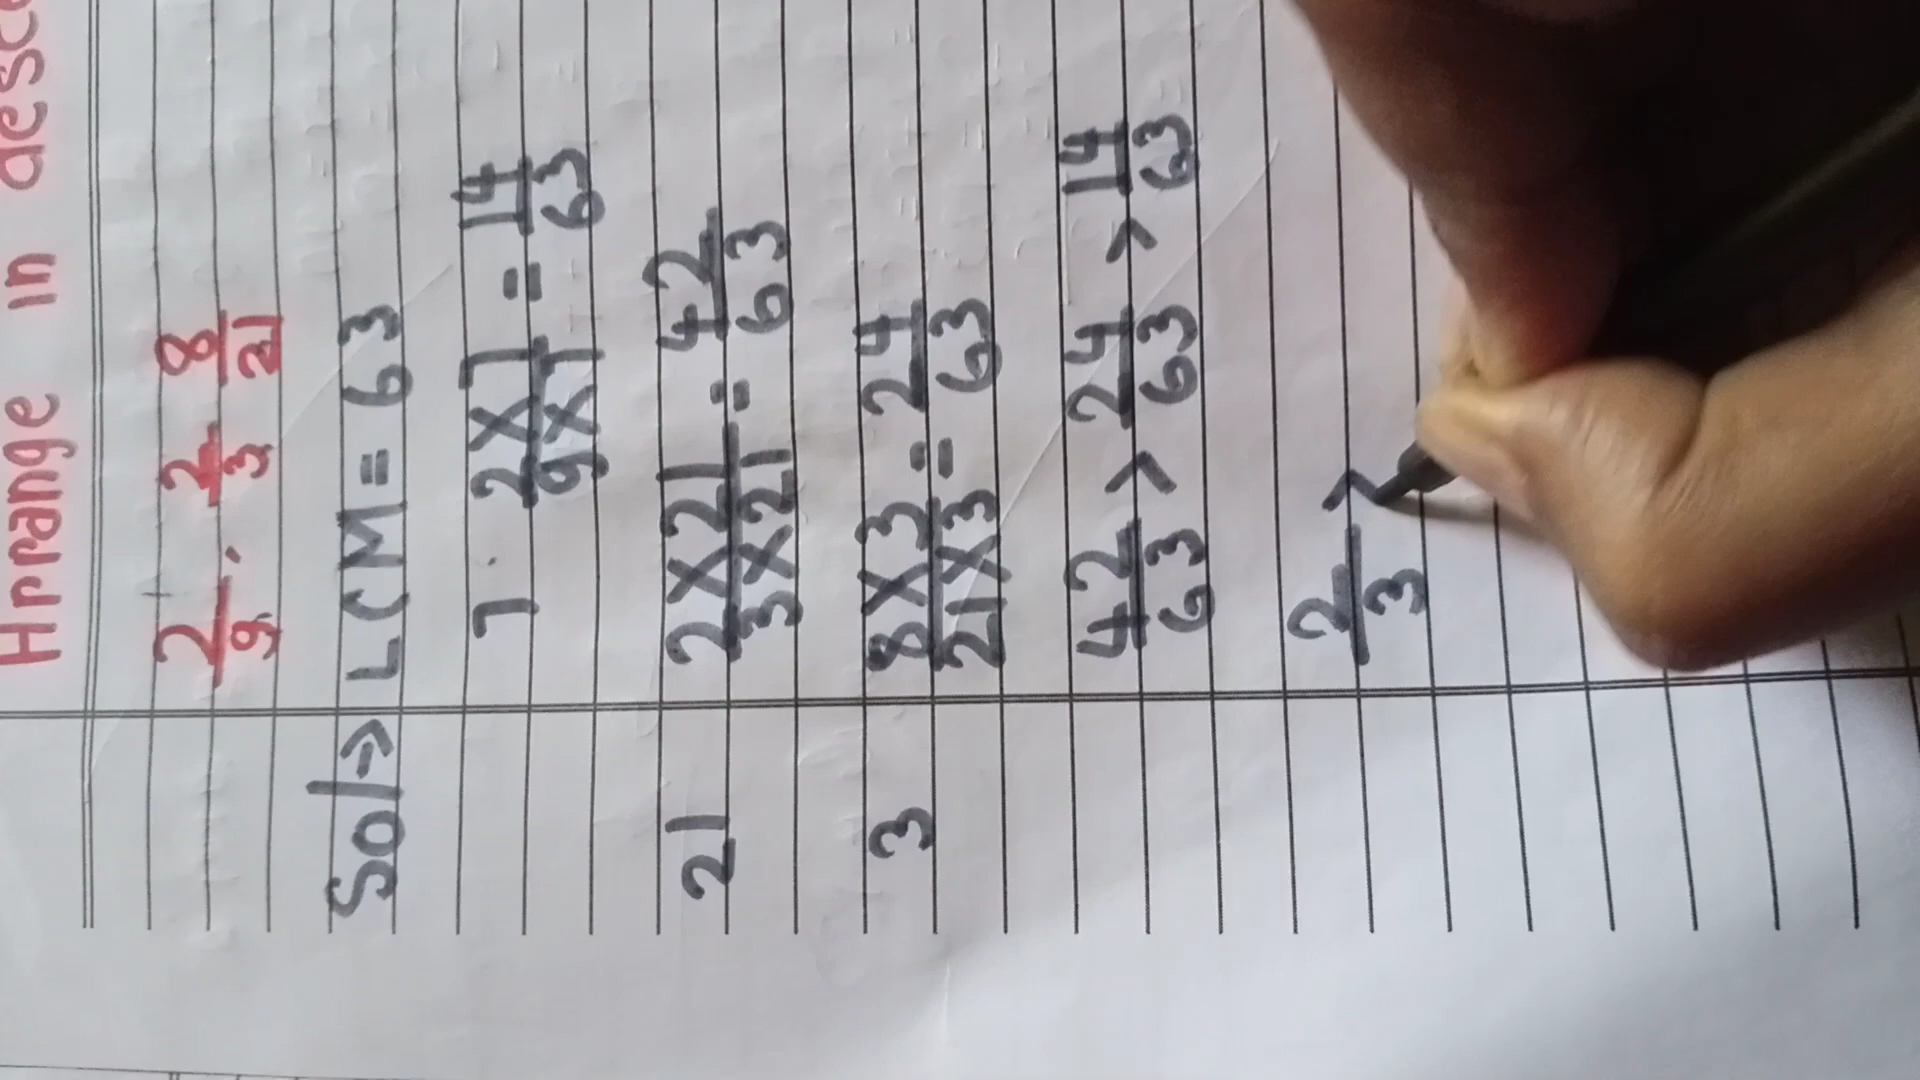 Arrange in desc
2/9, 2/3, 8/21
Sol→ LCM = 63
7 2×7/9×7 = 14/63
21 2×21/3×21 = 42/63
3 8×3/21×3 = 24/63
42/63 > 24/63 > 14/63
2/3 >